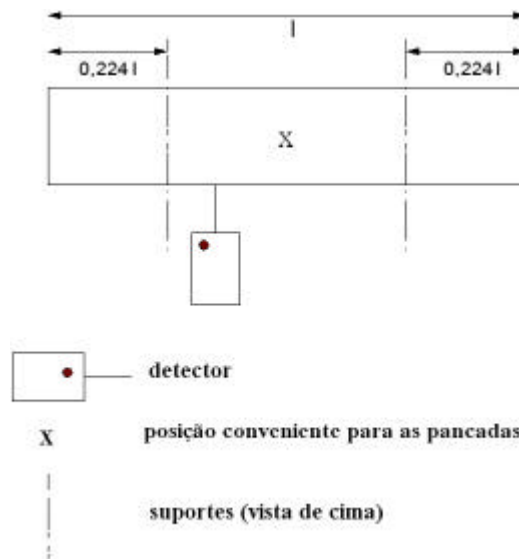 l
0,224 l
0,224 l
X
detector
X
posição conveniente para as pancadas
suportes (vista de cima)